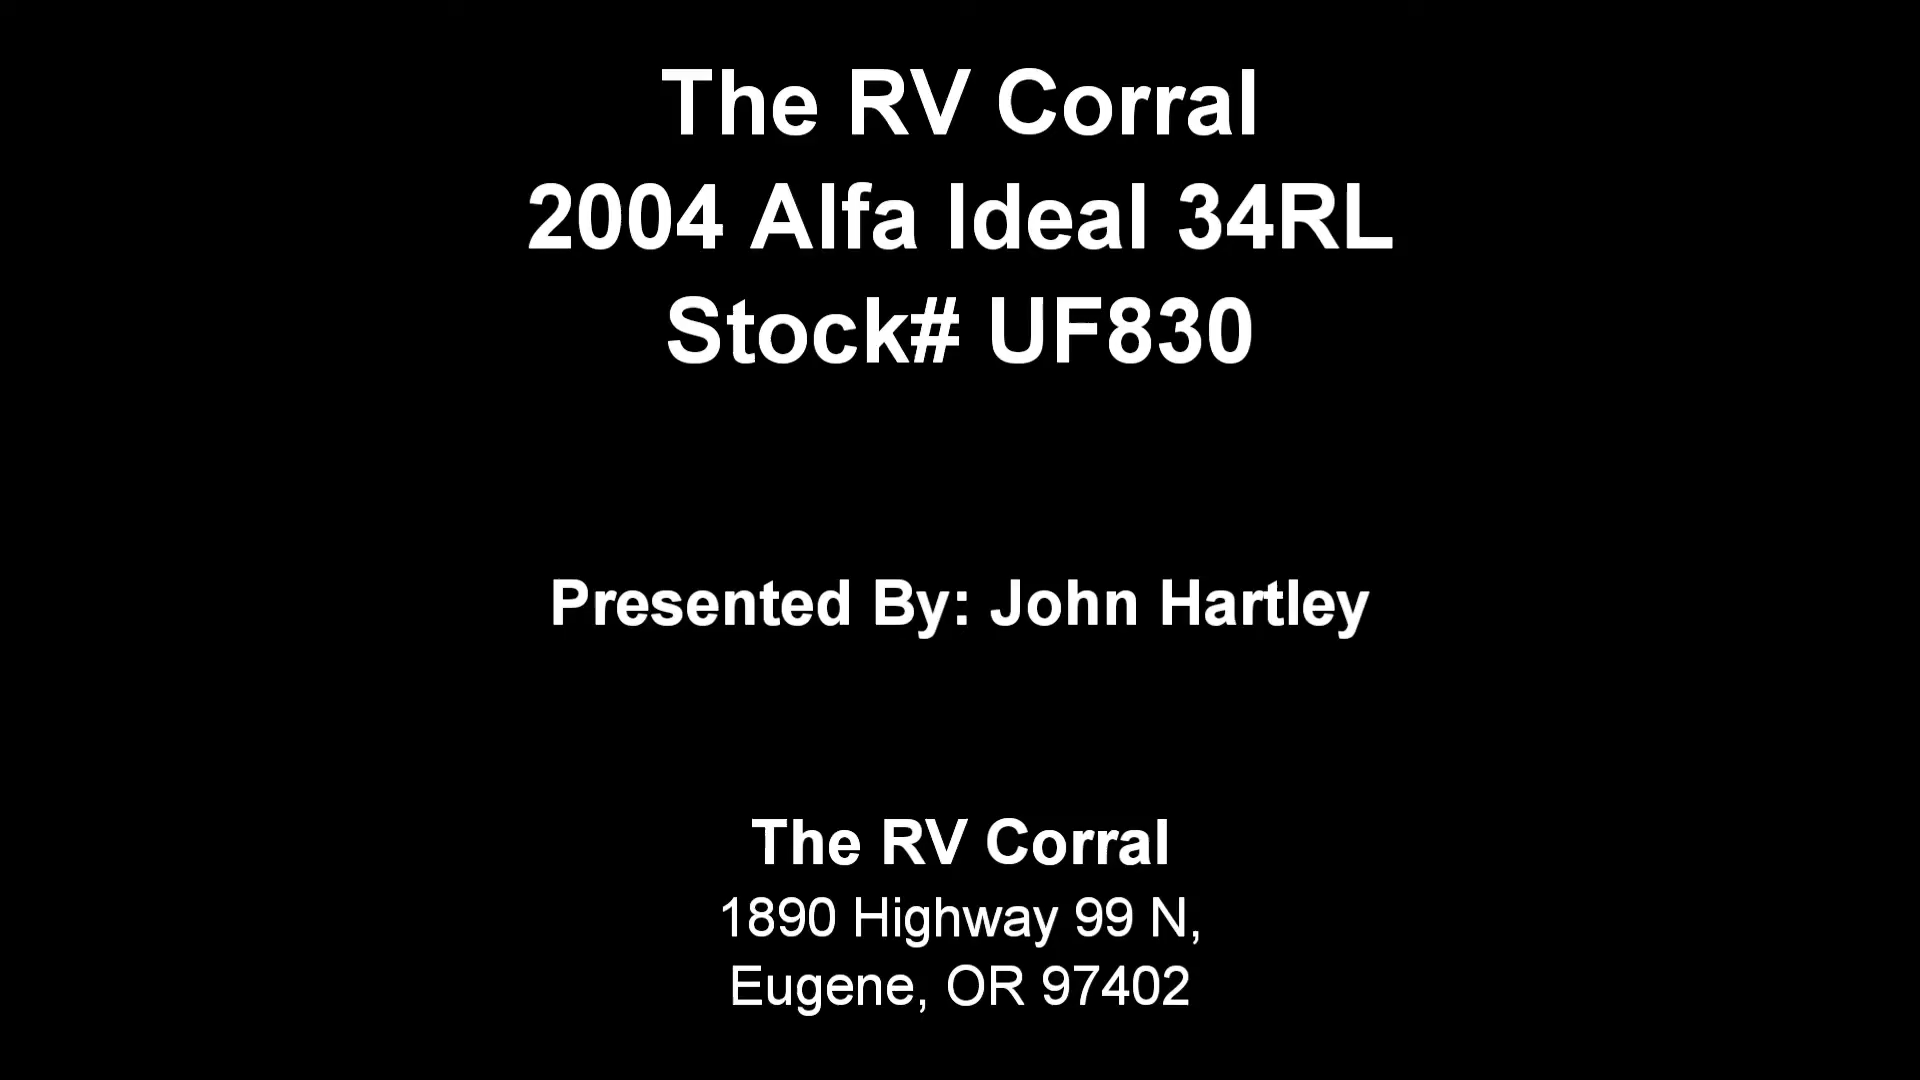 The RV Corral
2004 Alfa Ideal 34RL
Stock# UF830
Presented By: John Hartley
The RV Corral
1890 Highway 99 N,
Eugene, OR 97402